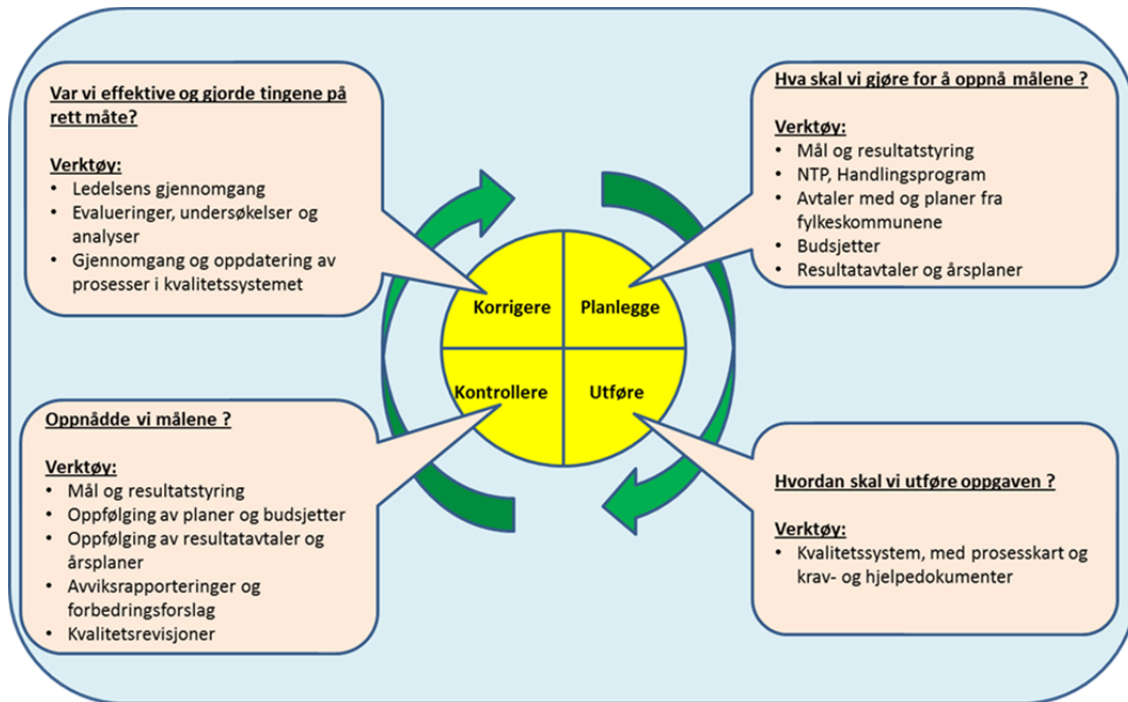 Var vi effektive og gjorde tingene på
rett måte?
Verktøy:
• Ledelsens gjennomgang
• Evalueringer, undersøkelser og
analyser
• Gjennomgang og oppdatering av
prosesser i kvalitetssystemet
Hva skal vi gjøre for å oppnå målene ?
Verktøy:
• Mål og resultatstyring
• NTP, Handlingsprogram
• Avtaler med og planer fra
fylkeskommunene
• Budsjetter
• Resultatavtaler og årsplaner
Korrigere
Planlegge
Kontrollere
Utføre
Oppnådde vi målene ?
Verktøy:
• Mål og resultatstyring
• Oppfølging av planer og budsjetter
• Oppfølging av resultatavtaler og
årsplaner
• Avviksrapporteringer og
forbedringsforslag
• Kvalitetsrevisjoner
Hvordan skal vi utføre oppgaven ?
Verktøy:
• Kvalitetssystem, med prosesskart og
krav- og hjelpedokumenter